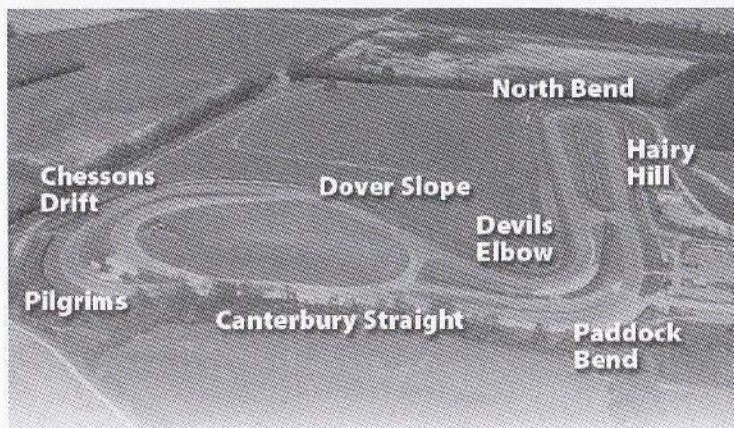 North Bend
Hairy
Hill
Chessons
Drift
Dover Slope
Devils
Elbow
Pilgrims
Canterbury Straight
Paddock
Bend